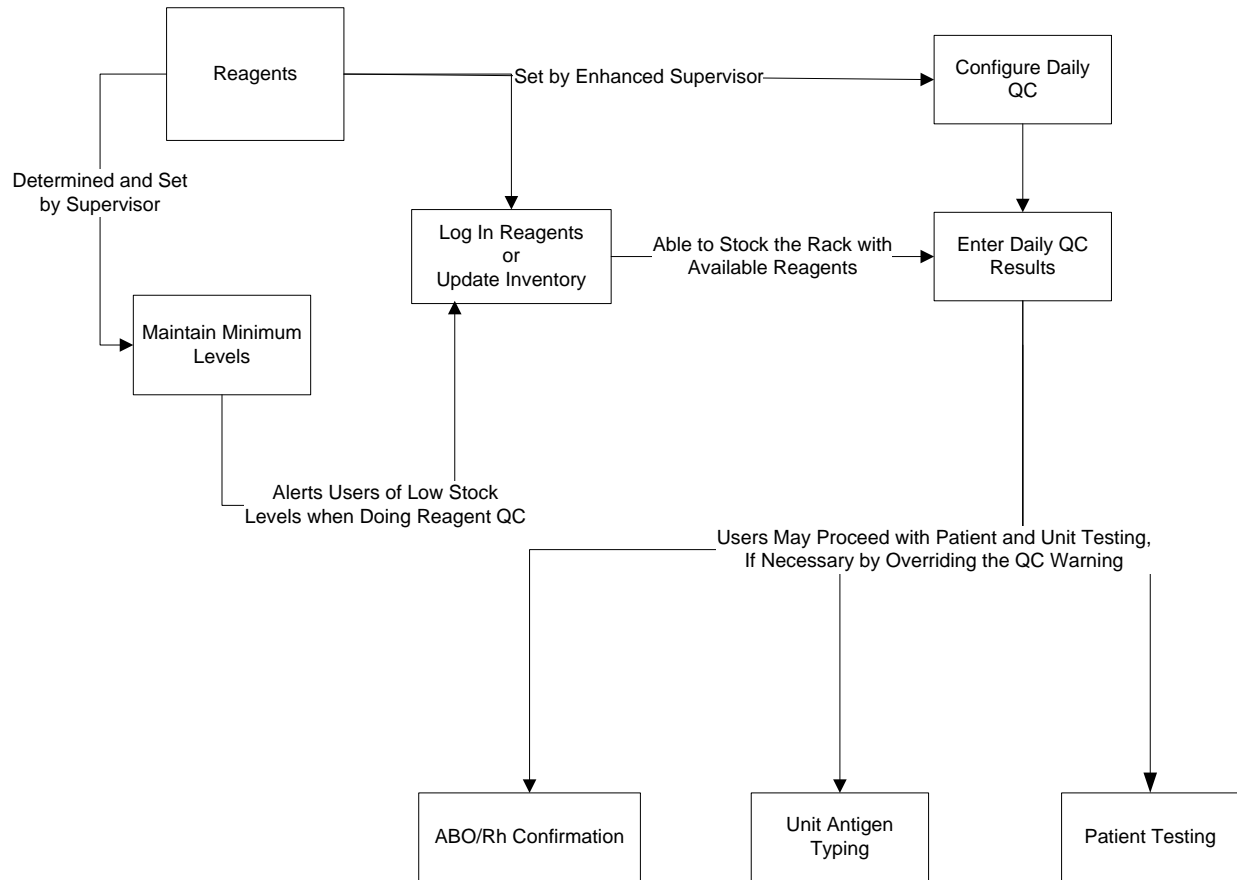 Reagents
Set by Enhanced Supervisor
Configure Daily
QC
Determined and Set
by Supervisor
Log In Reagents
or
Update Inventory
Able to Stock the Rack with
Available Reagents
Enter Daily QC
Results
Maintain Minimum
Levels
Alerts Users of Low Stock
Levels when Doing Reagent QC
Users May Proceed with Patient and Unit Testing,
If Necessary by Overriding the QC Warning
ABO/Rh Confirmation
Unit Antigen
Typing
Patient Testing